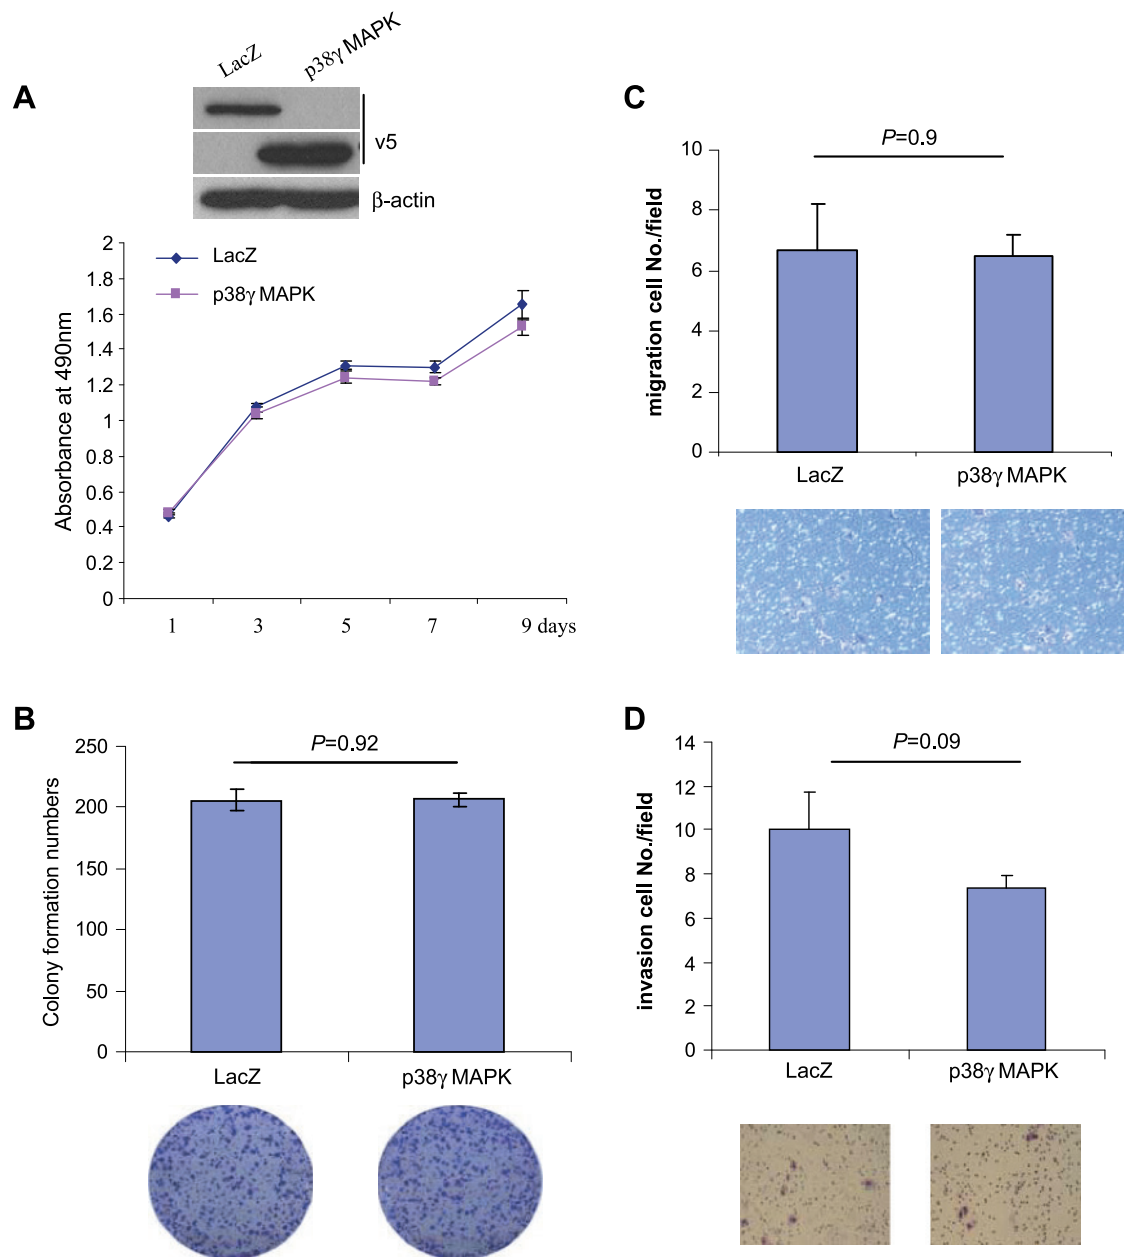 A
LacZ
p38γ MAPK
v5
β-actin
LacZ
p38γ MAPK
Absorbance at 490nm
2
1.8
1.6
1.4
1.2
1
0.8
0.6
0.4
0.2
0
1 3 5 7 9 days
B
P=0.92
Colony formation numbers
250
200
150
100
50
0
LacZ p38γ MAPK
C
P=0.9
migration cell No./field
10
8
6
4
2
0
LacZ p38γ MAPK
D
P=0.09
invasion cell No./field
14
12
10
8
6
4
2
0
LacZ p38γ MAPK